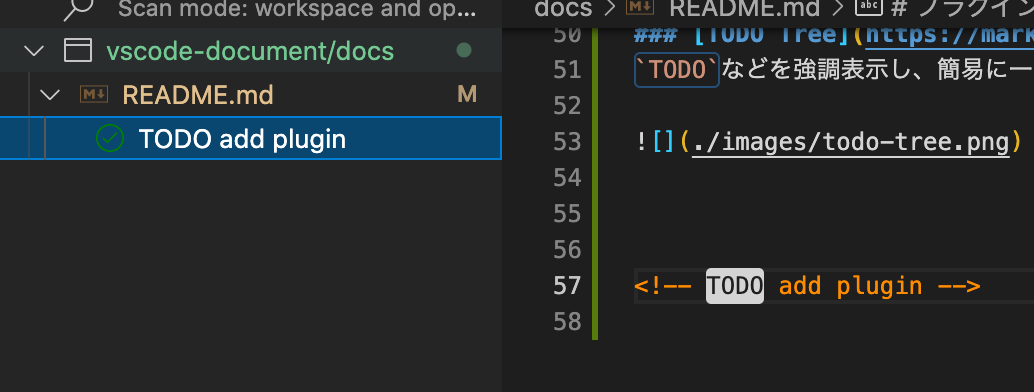 Scan mode: workspace and op...
vscode-document/docs
README.md M
TODO add plugin
docs > README.md > # プラグイン
50 ### [TODO Tree](https://mark
51 `TODO`などを強調表示し、簡易に一
52
53 ![](./images/todo-tree.png)
54
55
56
57 <!-- TODO add plugin -->
58